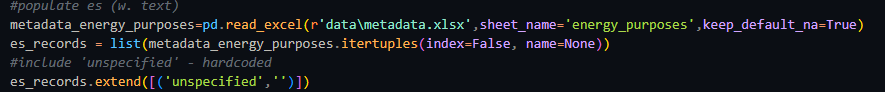 #populate es (w. text)
metadata_energy_purposes=pd.read_excel(r'data\metadata.xlsx',sheet_name='energy_purposes',keep_default_na=True)
es_records = list(metadata_energy_purposes.itertuples(index=False, name=None))
#include 'unspecified' - hardcoded
es_records.extend([('unspecified','')])